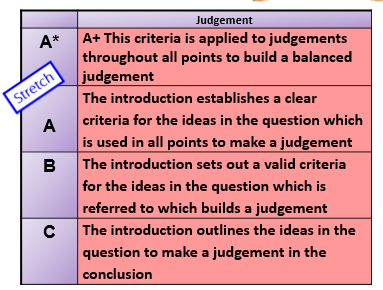 Judgement
A* A+ This criteria is applied to judgements
throughout all points to build a balanced
judgement
Stretch
A The introduction establishes a clear
criteria for the ideas in the question which
is used in all points to make a judgement
B The introduction sets out a valid criteria
for the ideas in the question which is
referred to which builds a judgement
C The introduction outlines the ideas in the
question to make a judgement in the
conclusion